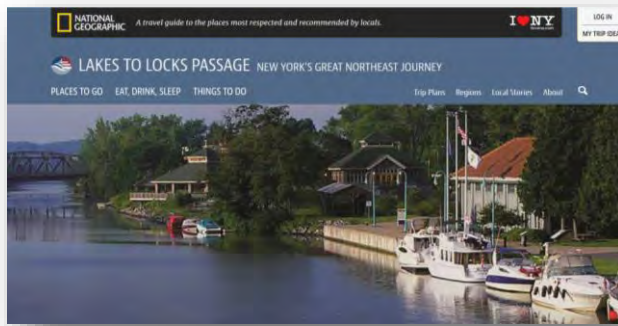 NATIONAL GEOGRAPHIC
A travel guide to the places most respected and recommended by locals.
I NY
LOG IN
MY TRIP IDEA
LAKES TO LOCKS PASSAGE NEW YORK'S GREAT NORTHEAST JOURNEY
PLACES TO GO EAT, DRINK, SLEEP THINGS TO DO
Trip Plans Regions Local Stories About